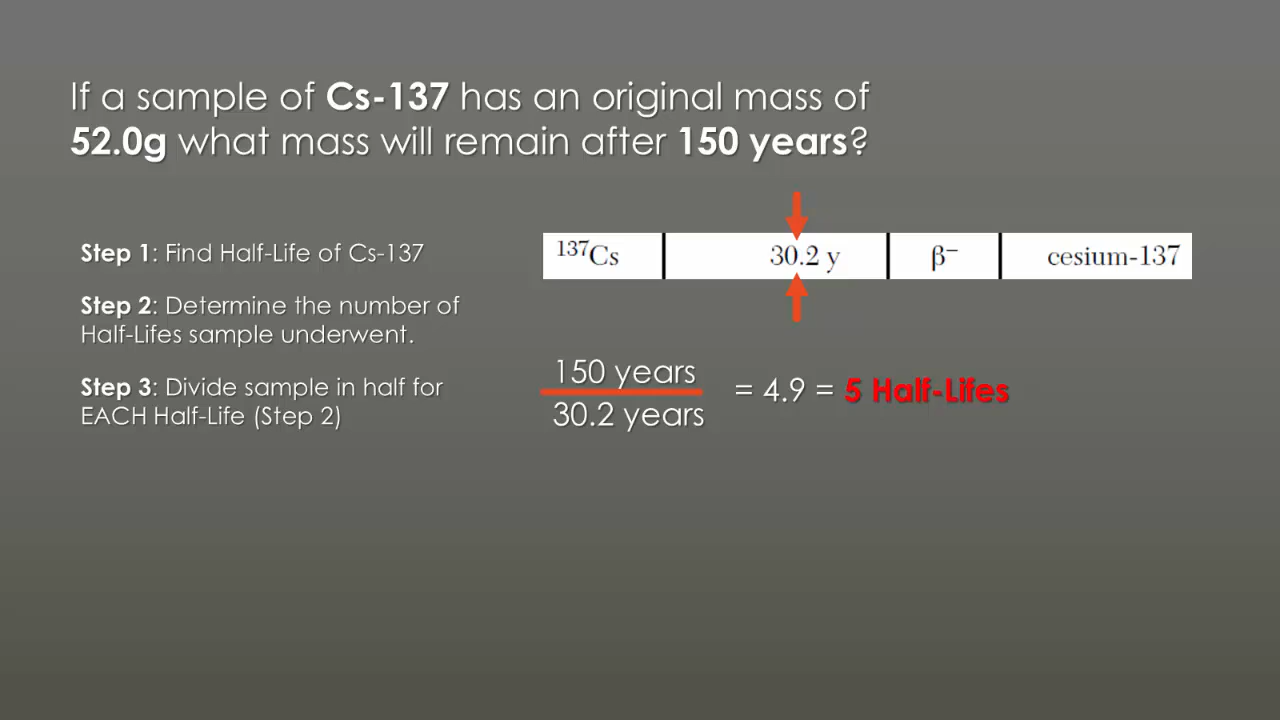 If a sample of Cs-137 has an original mass of
52.0g what mass will remain after 150 years?
Step 1: Find Half-Life of Cs-137
Step 2: Determine the number of
Half-Lifes sample underwent.
Step 3: Divide sample in half for
EACH Half-Life (Step 2)
¹³⁷Cs 30.2 y β⁻ cesium-137
150 years
30.2 years
= 4.9 = 5 Half-Lifes